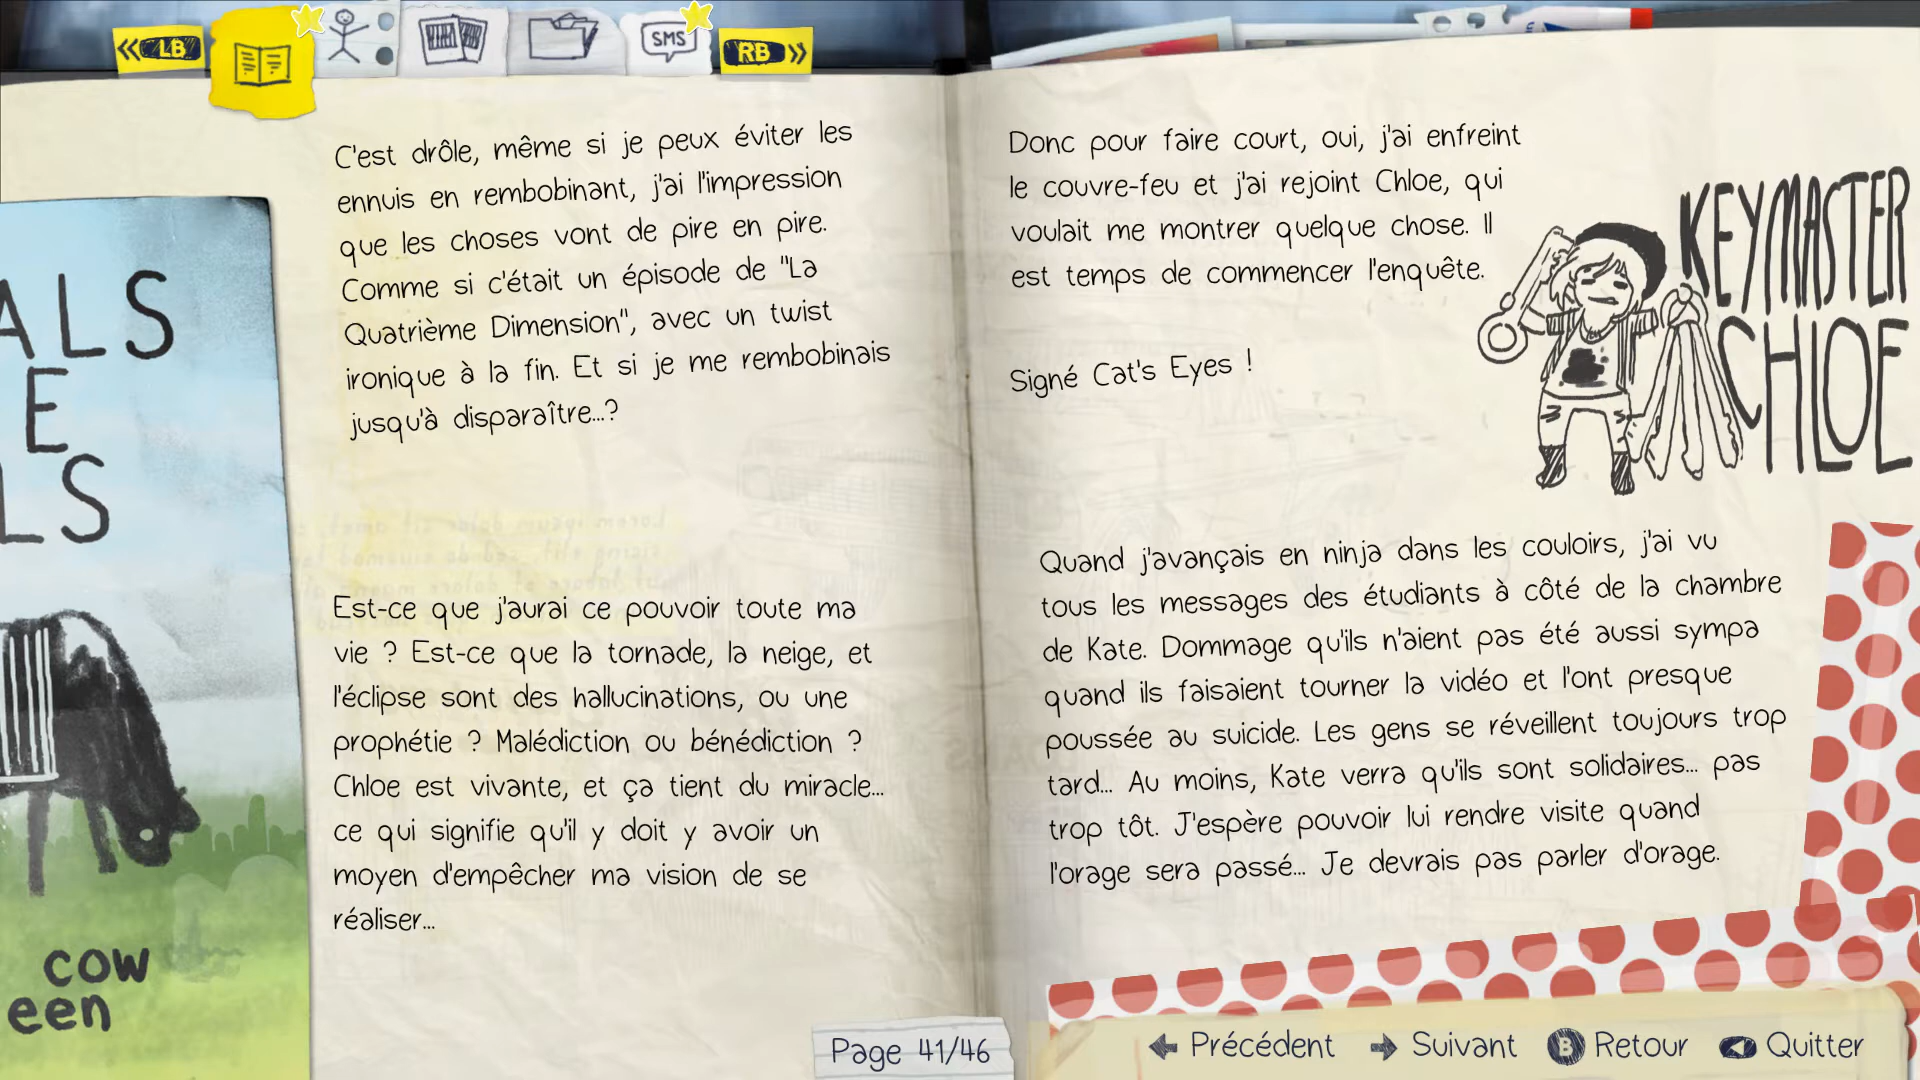 LB
SMS
RB
ALS
E
LS
cow
een
C'est drôle, même si je peux éviter les
ennuis en rembobinant, j'ai l'impression
que les choses vont de pire en pire.
Comme si c'était un épisode de "La
Quatrième Dimension", avec un twist
ironique à la fin. Et si je me rembobinais
jusqu'à disparaître...?
Est-ce que j'aurai ce pouvoir toute ma
vie ? Est-ce que la tornade, la neige, et
l'éclipse sont des hallucinations, ou une
prophétie ? Malédiction ou bénédiction ?
Chloe est vivante, et ça tient du miracle...
ce qui signifie qu'il y doit y avoir un
moyen d'empêcher ma vision de se
réaliser...
Donc pour faire court, oui, j'ai enfreint
le couvre-feu et j'ai rejoint Chloe, qui
voulait me montrer quelque chose. Il
est temps de commencer l'enquête.
Signé Cat's Eyes !
KEYMASTER
CHLOE
Quand j'avançais en ninja dans les couloirs, j'ai vu
tous les messages des étudiants à côté de la chambre
de Kate. Dommage qu'ils n'aient pas été aussi sympa
quand ils faisaient tourner la vidéo et l'ont presque
poussée au suicide. Les gens se réveillent toujours trop
tard... Au moins, Kate verra qu'ils sont solidaires... pas
trop tôt. J'espère pouvoir lui rendre visite quand
l'orage sera passé... Je devrais pas parler d'orage.
Page 41/46
Précédent
Suivant
B Retour
Quitter